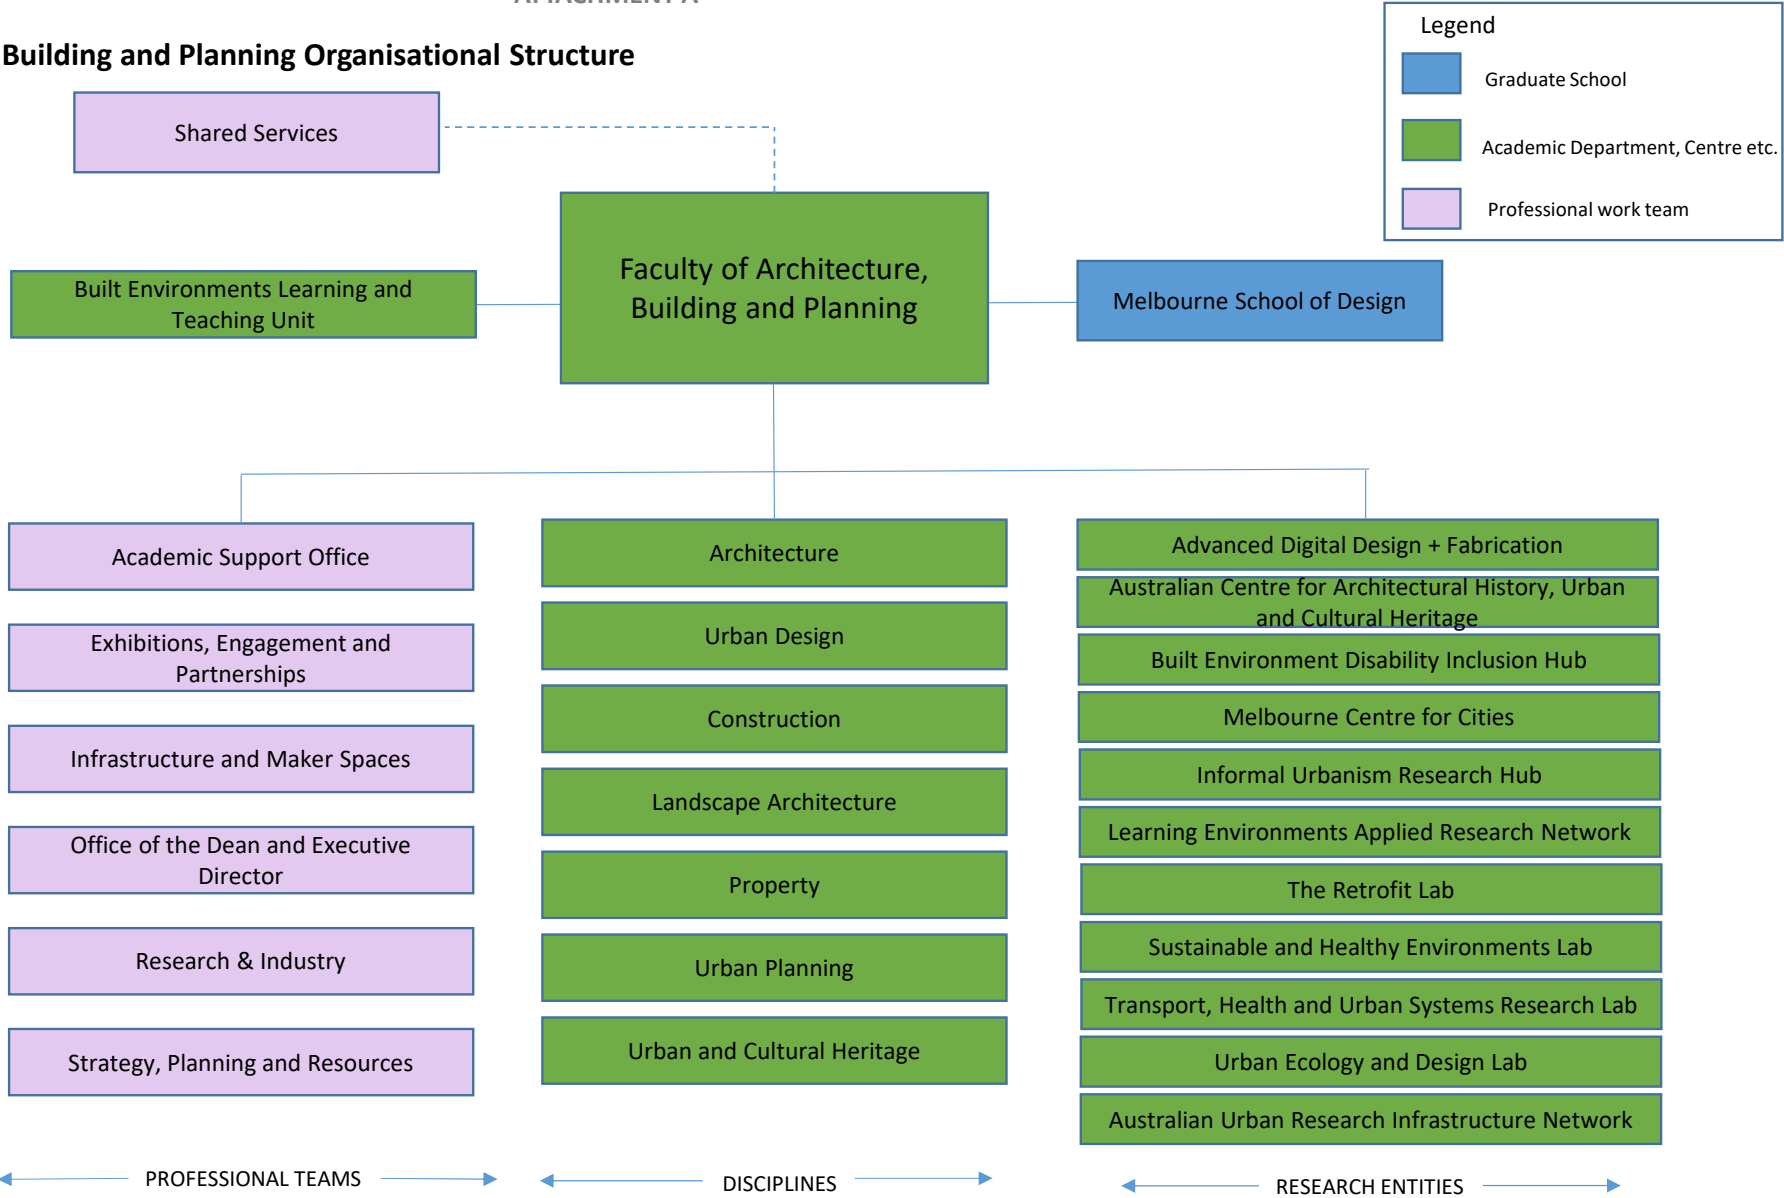 ATTACHMENT A
Building and Planning Organisational Structure
Legend
Graduate School
Academic Department, Centre etc.
Professional work team
Shared Services
Faculty of Architecture,
Building and Planning
Built Environments Learning and
Teaching Unit
Melbourne School of Design
Academic Support Office
Exhibitions, Engagement and
Partnerships
Infrastructure and Maker Spaces
Office of the Dean and Executive
Director
Research & Industry
Strategy, Planning and Resources
Architecture
Urban Design
Construction
Landscape Architecture
Property
Urban Planning
Urban and Cultural Heritage
Advanced Digital Design + Fabrication
Australian Centre for Architectural History, Urban
and Cultural Heritage
Built Environment Disability Inclusion Hub
Melbourne Centre for Cities
Informal Urbanism Research Hub
Learning Environments Applied Research Network
The Retrofit Lab
Sustainable and Healthy Environments Lab
Transport, Health and Urban Systems Research Lab
Urban Ecology and Design Lab
Australian Urban Research Infrastructure Network
PROFESSIONAL TEAMS
DISCIPLINES
RESEARCH ENTITIES